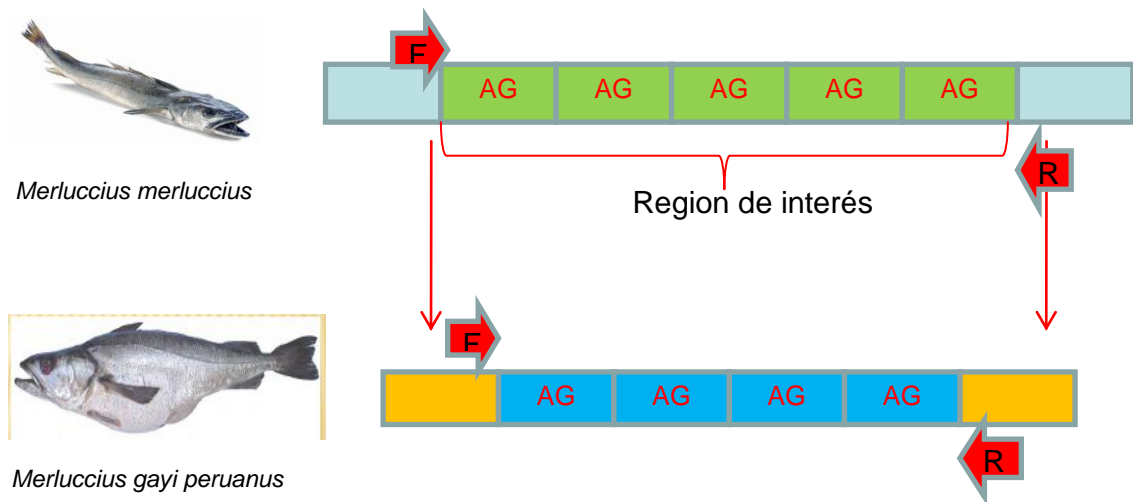 F
AG AG AG AG AG
R
Merluccius merluccius
Region de interés
F
AG AG AG AG
R
Merluccius gayi peruanus